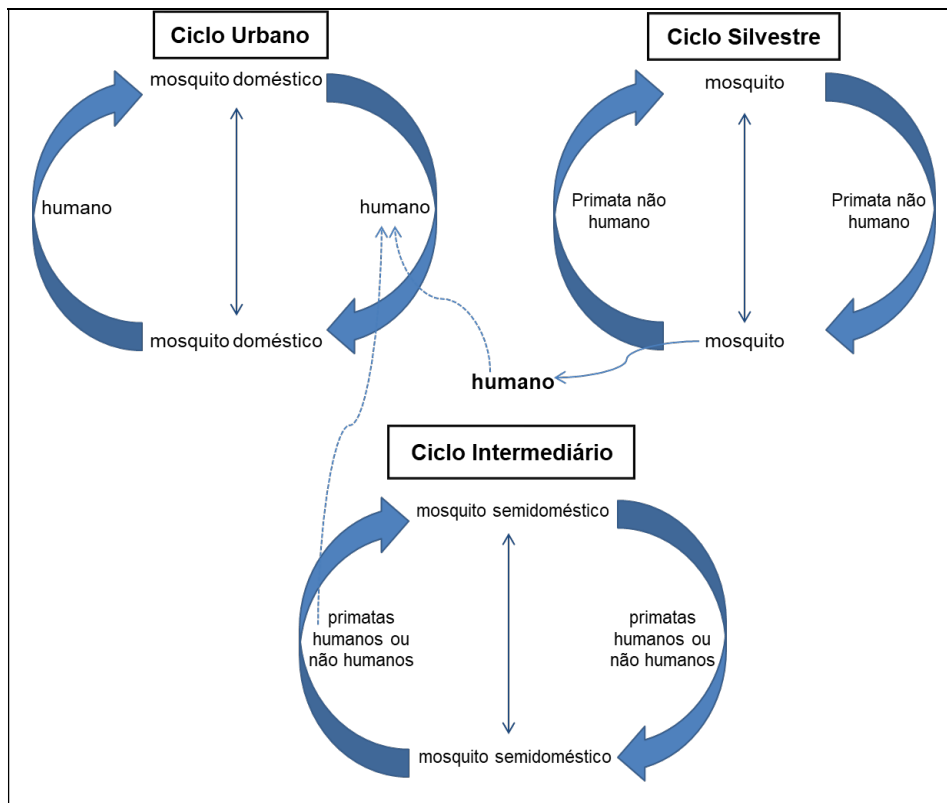 Ciclo Urbano
mosquito doméstico
humano
humano
mosquito doméstico
Ciclo Silvestre
mosquito
Primata não
humano
Primata não
humano
mosquito
humano
Ciclo Intermediário
mosquito semidoméstico
primatas
humanos ou
não humanos
primatas
humanos ou
não humanos
mosquito semidoméstico